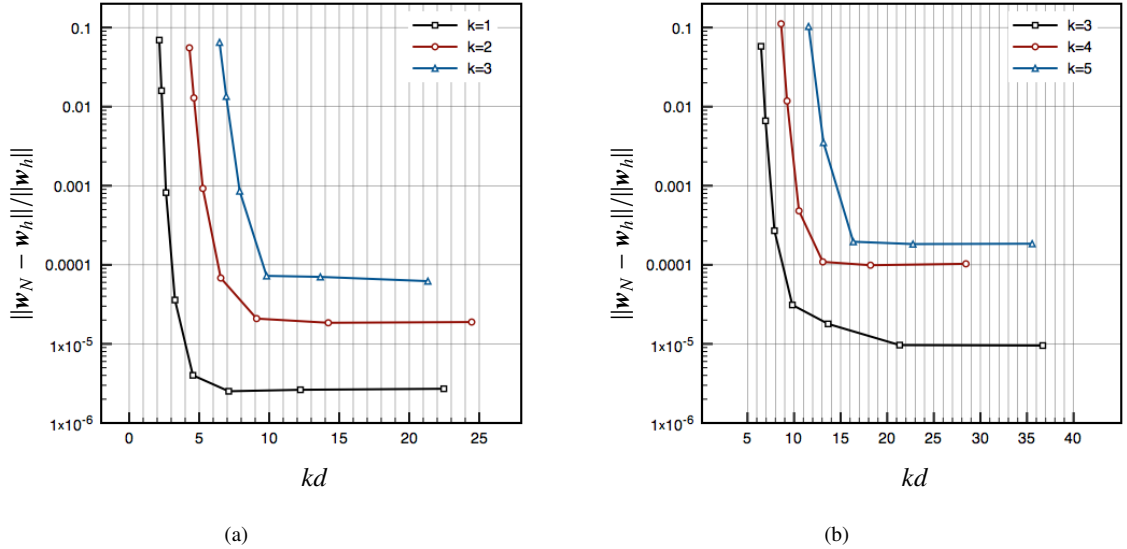 0.1
0.01
0.001
0.0001
1x10⁻⁵
1x10⁻⁶
‖w_N − w_h‖/‖w_h‖
k=1
k=2
k=3
0 5 10 15 20 25
kd
(a)
0.1
0.01
0.001
0.0001
1x10⁻⁵
1x10⁻⁶
‖w_N − w_h‖/‖w_h‖
k=3
k=4
k=5
5 10 15 20 25 30 35 40
kd
(b)